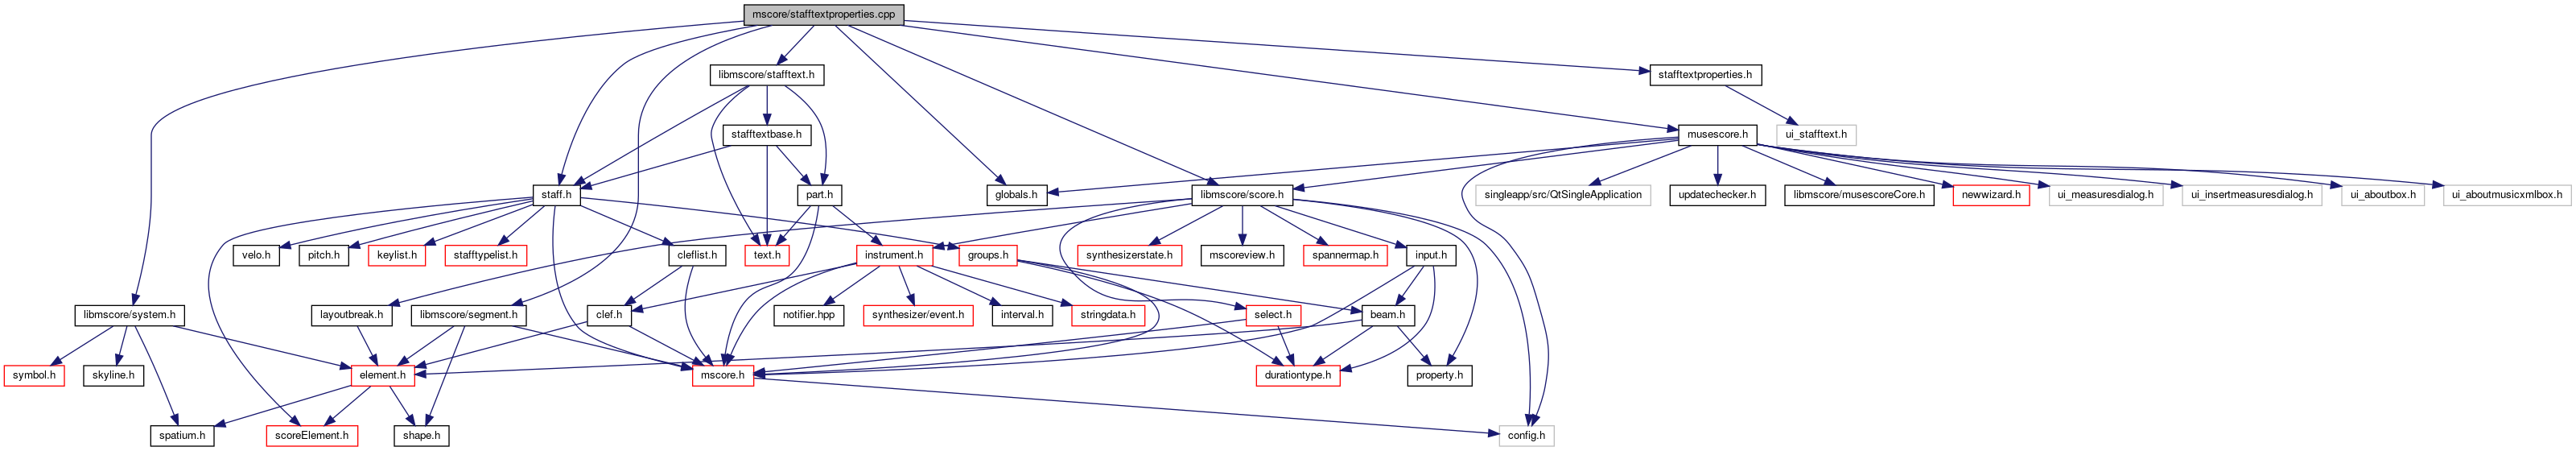 mscore/stafftextproperties.cpp
libmscore/stafftext.h
stafftextproperties.h
stafftextbase.h
musescore.h
ui_stafftext.h
staff.h
part.h
globals.h
libmscore/score.h
singleapp/src/QtSingleApplication
updatechecker.h
libmscore/musescoreCore.h
newwizard.h
ui_measuresdialog.h
ui_insertmeasuresdialog.h
ui_aboutbox.h
ui_aboutmusicxmlbox.h
velo.h
pitch.h
keylist.h
stafftypelist.h
cleflist.h
text.h
instrument.h
groups.h
synthesizerstate.h
mscoreview.h
spannermap.h
input.h
libmscore/system.h
layoutbreak.h
libmscore/segment.h
clef.h
notifier.hpp
synthesizer/event.h
interval.h
stringdata.h
select.h
beam.h
symbol.h
skyline.h
element.h
mscore.h
durationtype.h
property.h
spatium.h
scoreElement.h
shape.h
config.h